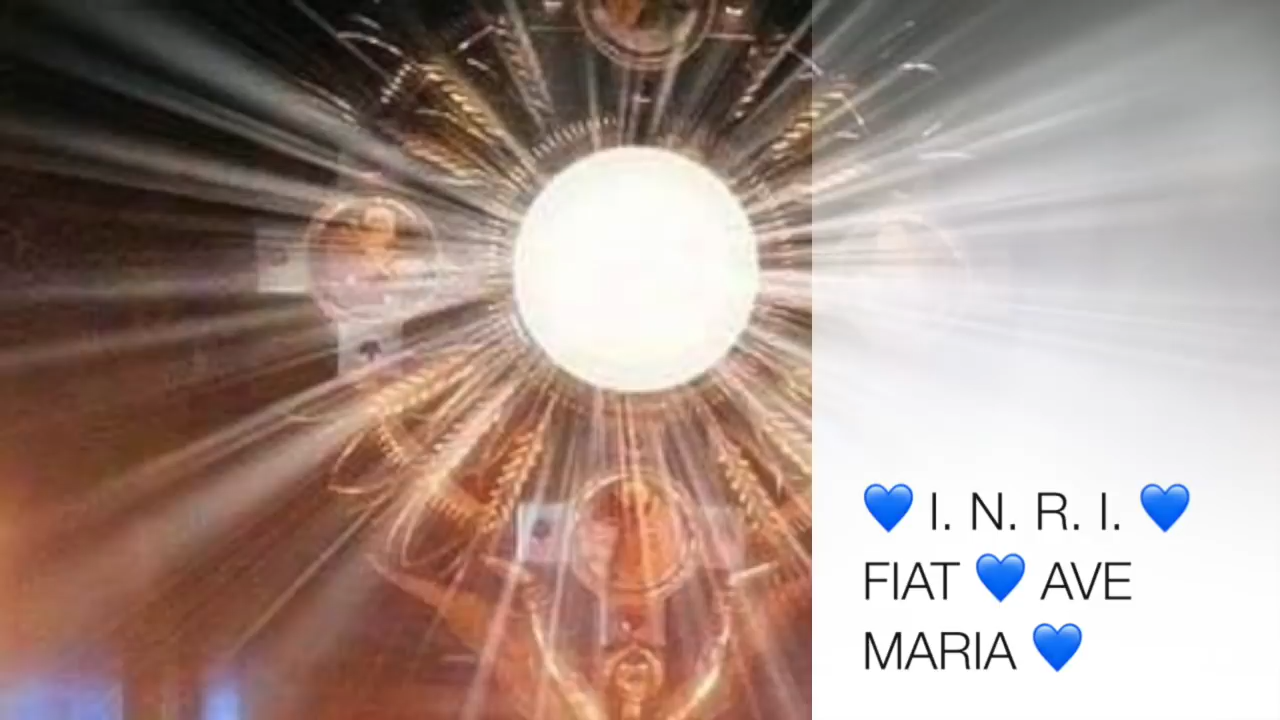 💙 I. N. R. I. 💙
FIAT 💙 AVE
MARIA 💙